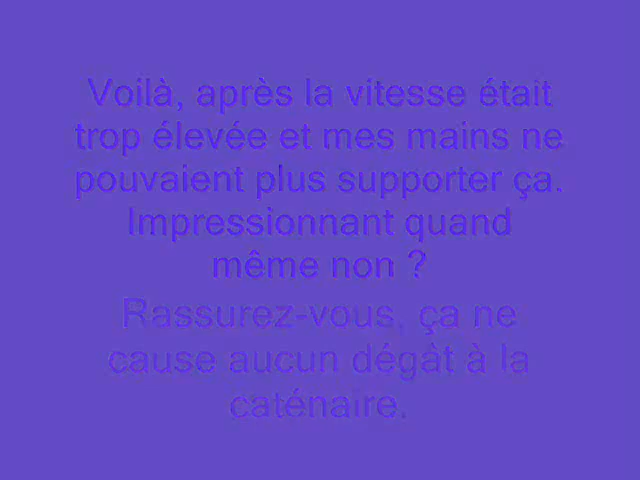 Voilà, après la vitesse était
trop élevée et mes mains ne
pouvaient plus supporter ça.
Impressionnant quand
même non ?
Rassurez-vous, ça ne
cause aucun dégât à la
caténaire.